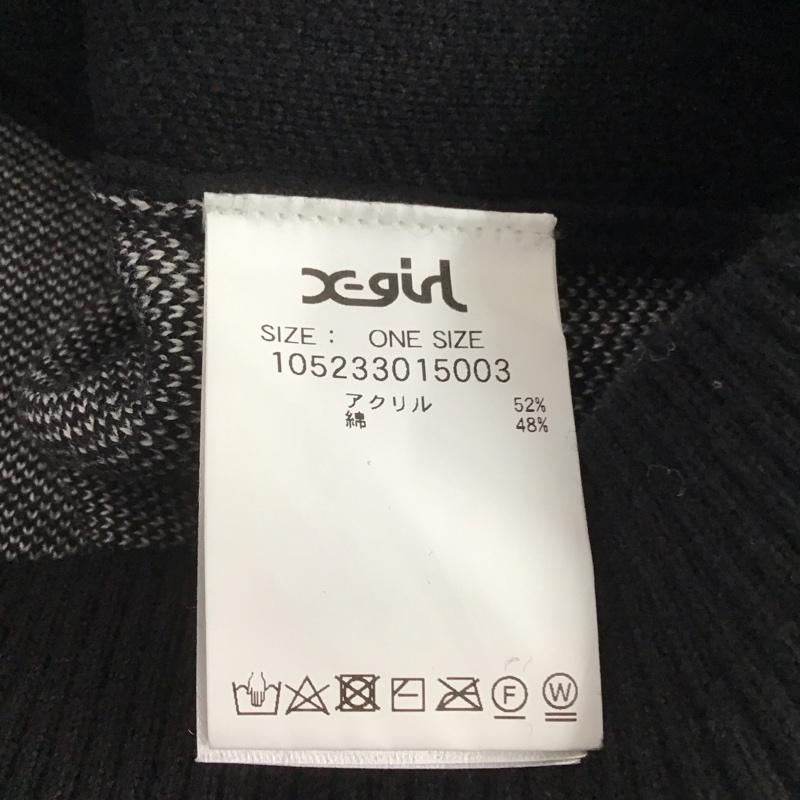 X-girl
SIZE : ONE SIZE
105233015003
アクリル 52%
綿 48%
F W